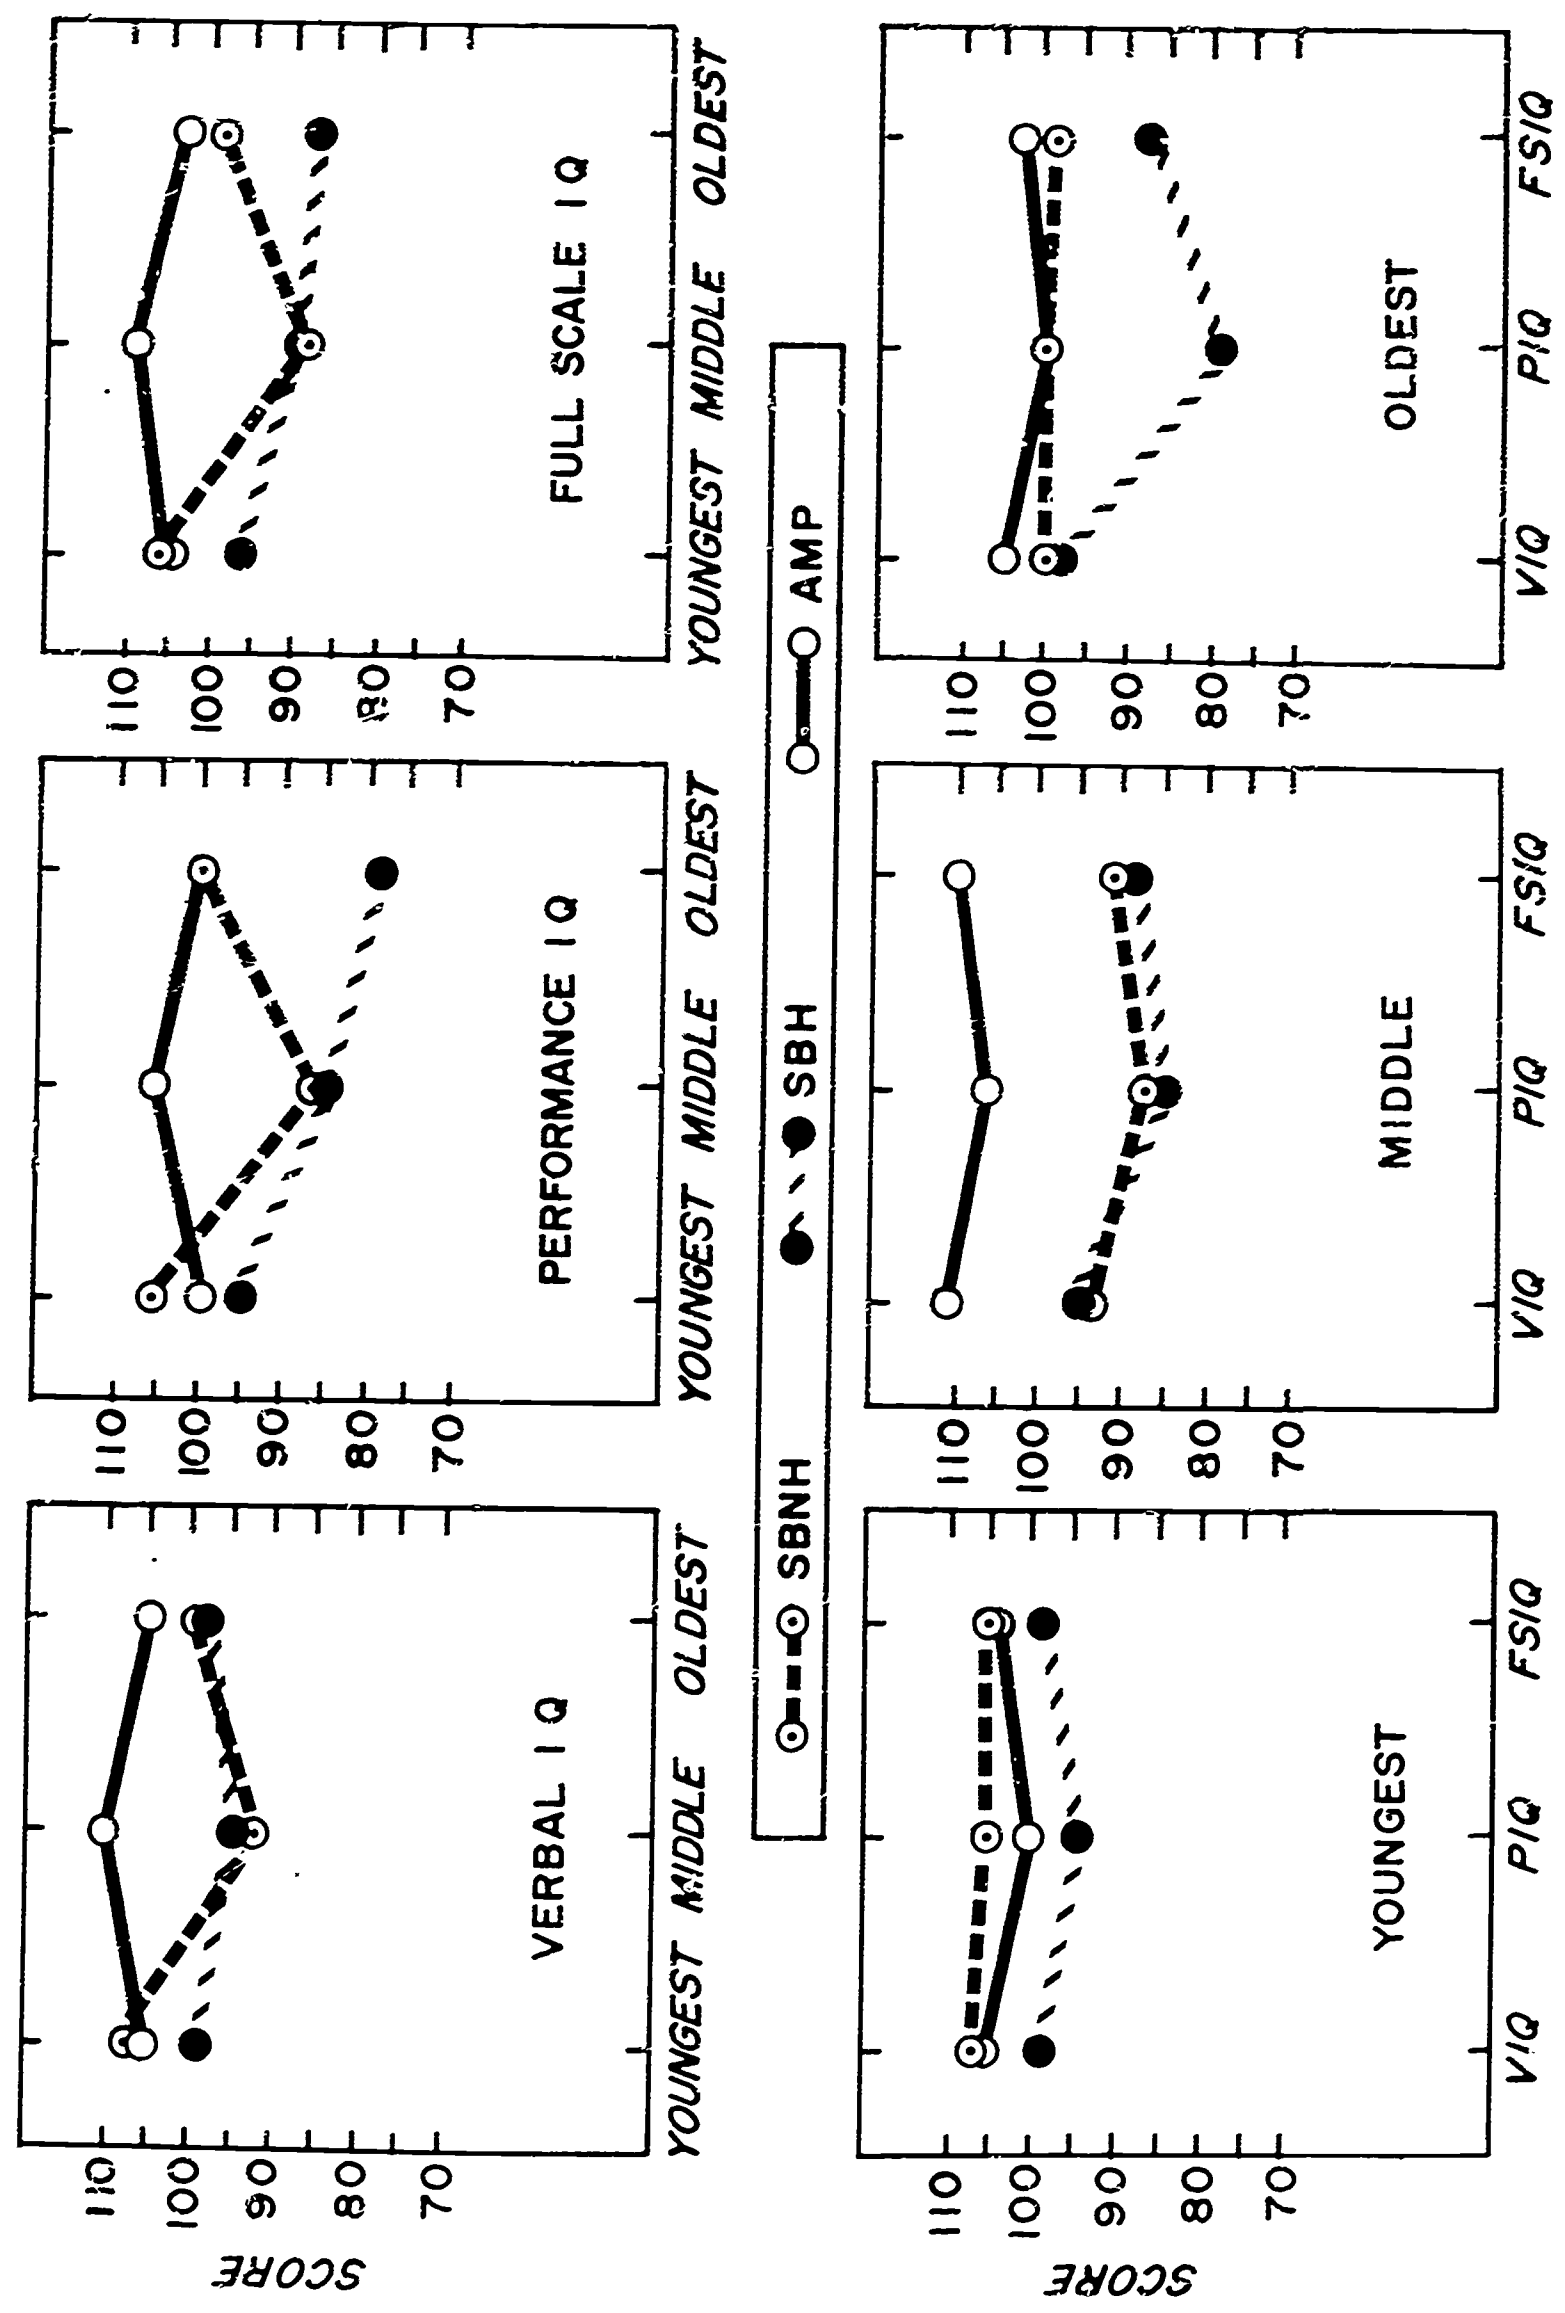 SCORE
110
100
90
80
70
VERBAL IQ
YOUNGEST MIDDLE OLDEST
110
100
90
80
70
PERFORMANCE IQ
YOUNGEST MIDDLE OLDEST
110
100
90
80
70
FULL SCALE IQ
YOUNGEST MIDDLE OLDEST
SBNH SBH AMP
SCORE
110
100
90
80
70
YOUNGEST
VIQ PIQ FSIQ
110
100
90
80
70
MIDDLE
VIQ PIQ FSIQ
110
100
90
80
70
OLDEST
VIQ PIQ FSIQ